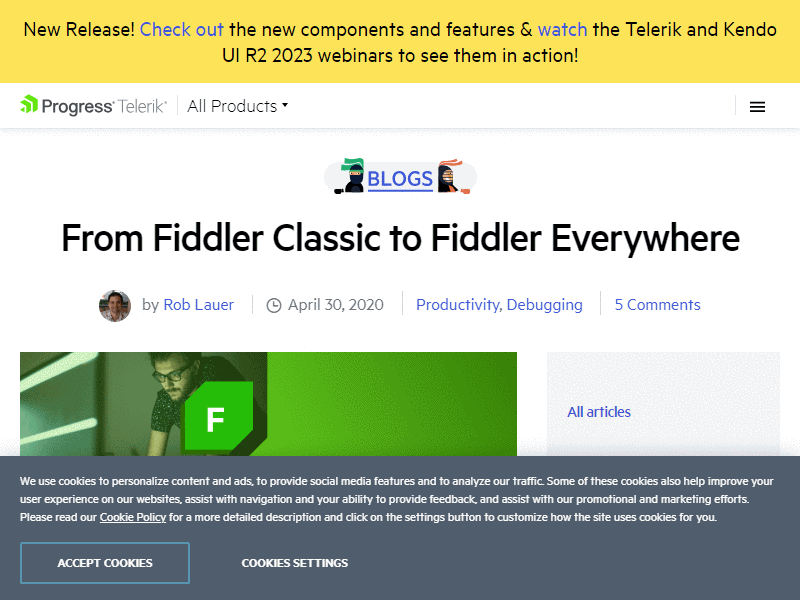 New Release! Check out the new components and features & watch the Telerik and Kendo
UI R2 2023 webinars to see them in action!
Progress Telerik
All Products
BLOGS
From Fiddler Classic to Fiddler Everywhere
by Rob Lauer
April 30, 2020
Productivity, Debugging
5 Comments
F
All articles
We use cookies to personalize content and ads, to provide social media features and to analyze our traffic. Some of these cookies also help improve your
user experience on our websites, assist with navigation and your ability to provide feedback, and assist with our promotional and marketing efforts.
Please read our Cookie Policy for a more detailed description and click on the settings button to customize how the site uses cookies for you.
ACCEPT COOKIES
COOKIES SETTINGS